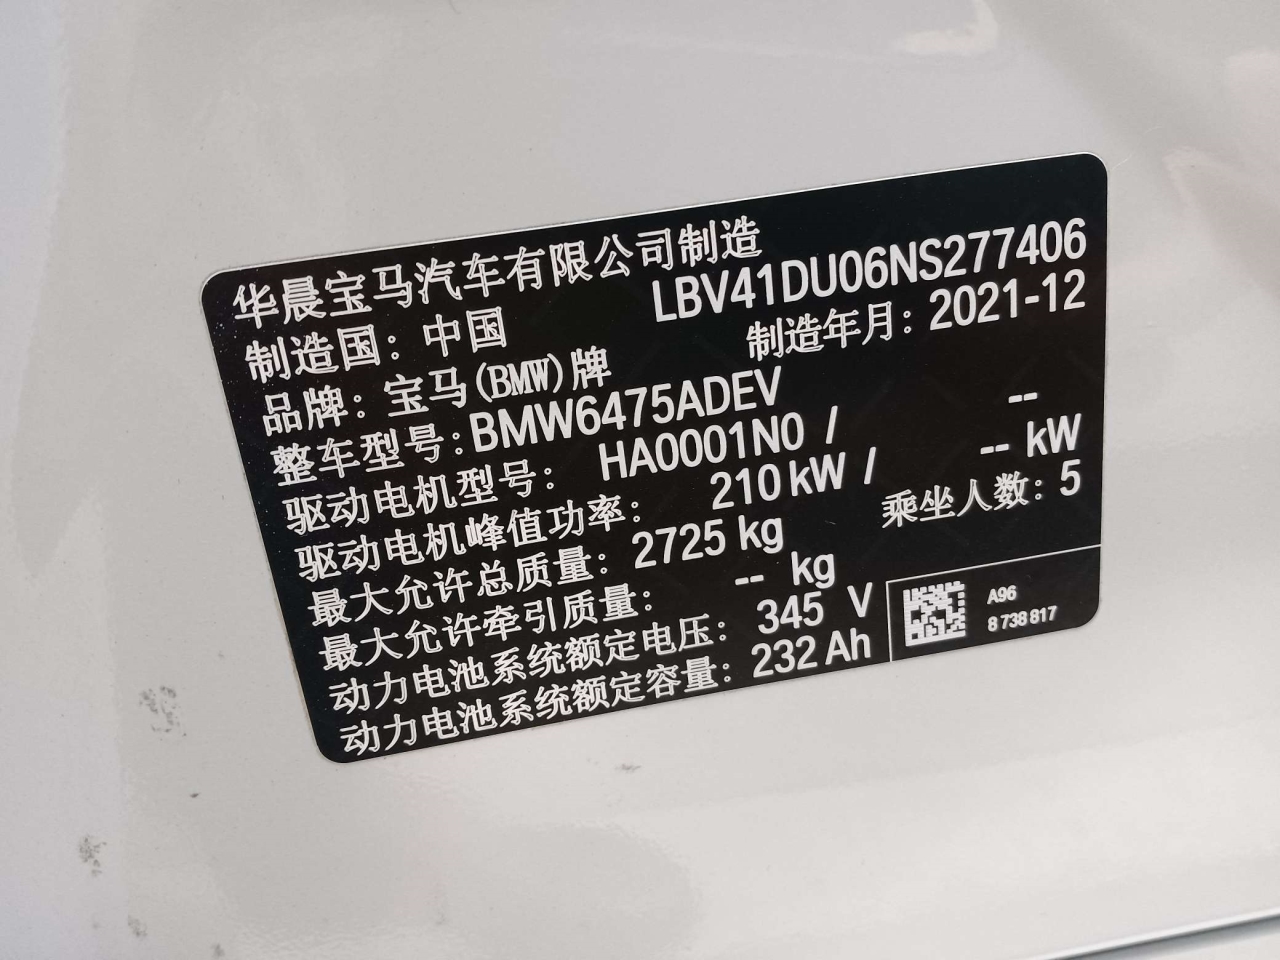 华晨宝马汽车有限公司制造
LBV41DU06NS277406
制造国：中国
制造年月：2021-12
品牌：宝马(BMW)牌
整车型号：BMW6475ADEV
驱动电机型号： HA0001N0 / --
驱动电机峰值功率： 210 kW / -- kW
最大允许总质量：2725 kg 乘坐人数：5
最大允许牵引质量： -- kg
动力电池系统额定电压： 345 V
动力电池系统额定容量：232 Ah
A96
8 738 817